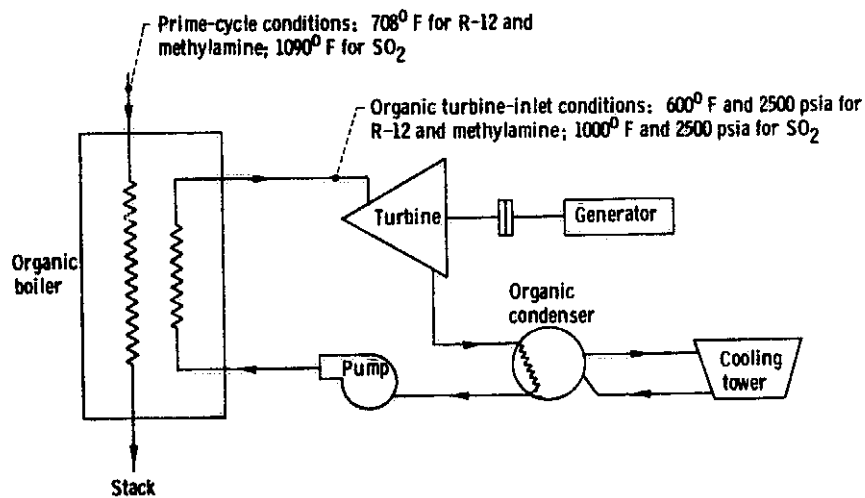 Prime-cycle conditions: 708⁰ F for R-12 and
methylamine; 1090⁰ F for SO₂
Organic turbine-inlet conditions: 600⁰ F and 2500 psia for
R-12 and methylamine; 1000⁰ F and 2500 psia for SO₂
Turbine
Generator
Organic
boiler
Organic
condenser
Pump
Cooling
tower
Stack